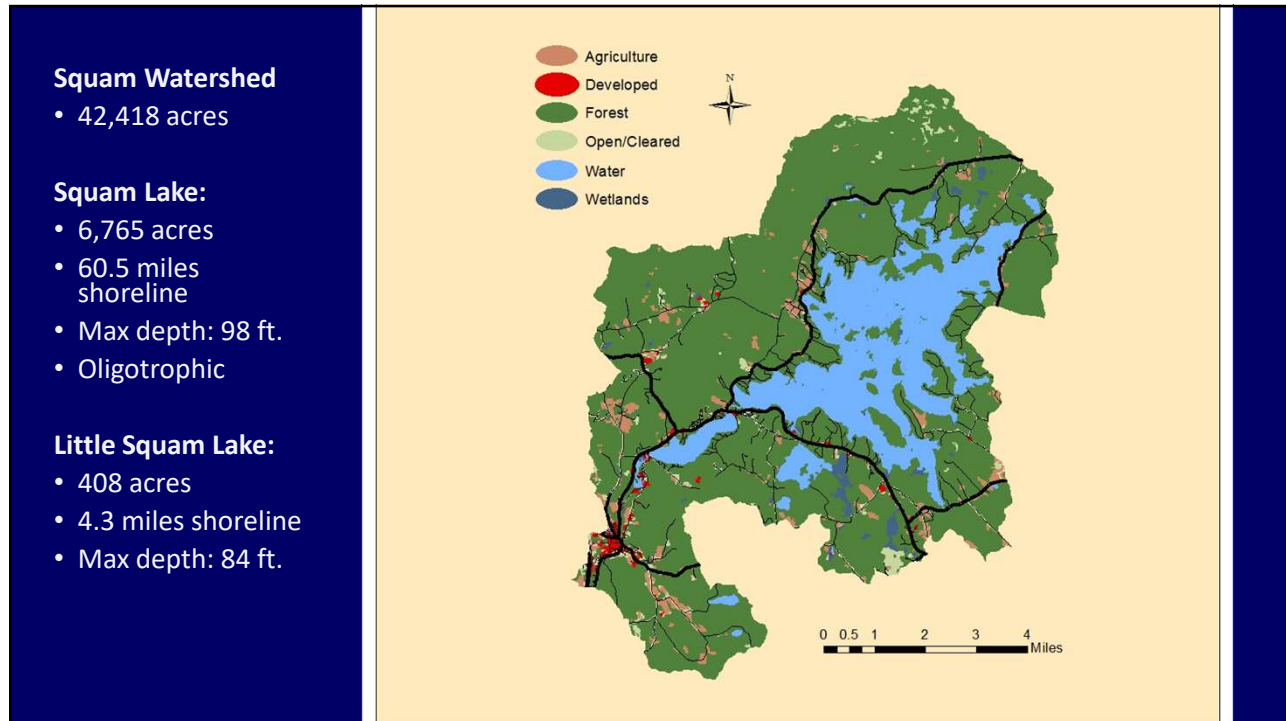 Squam Watershed
• 42,418 acres
Squam Lake:
• 6,765 acres
• 60.5 miles
shoreline
• Max depth: 98 ft.
• Oligotrophic
Little Squam Lake:
• 408 acres
• 4.3 miles shoreline
• Max depth: 84 ft.
Agriculture
Developed
Forest
Open/Cleared
Water
Wetlands
N
0 0.5 1 2 3 4
Miles